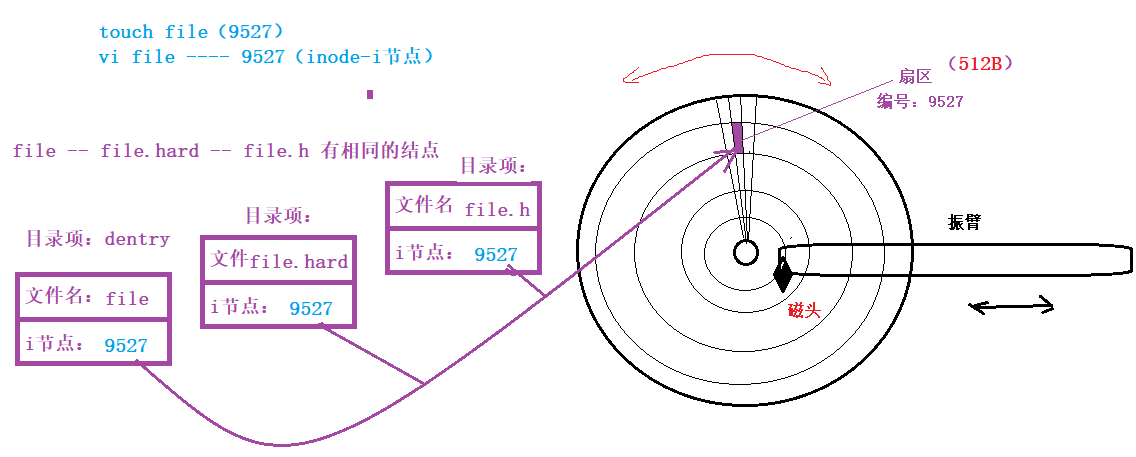 touch file（9527）
vi file ---- 9527（inode-i节点）
file -- file.hard -- file.h 有相同的结点
目录项：dentry
文件名：file
i节点： 9527
目录项：
文件file.hard
i节点： 9527
目录项：
文件名 file.h
i节点： 9527
扇区 （512B）
编号：9527
振臂
磁头